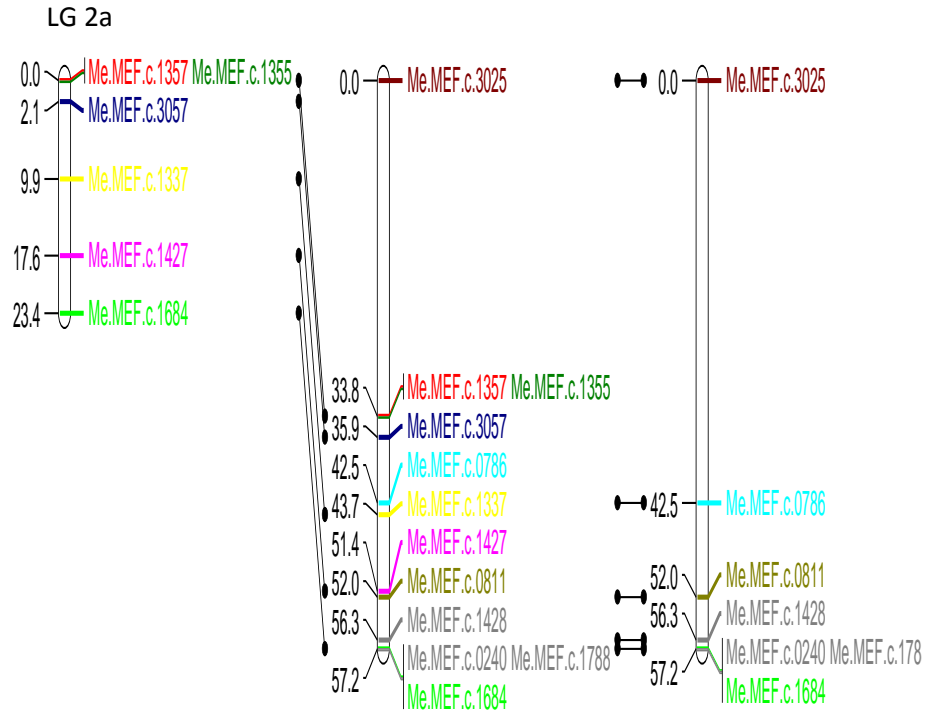 LG 2a
0.0 Me.MEF.c.1357 Me.MEF.c.1355
2.1 Me.MEF.c.3057
9.9 Me.MEF.c.1337
17.6 Me.MEF.c.1427
23.4 Me.MEF.c.1684
0.0 Me.MEF.c.3025
33.8 Me.MEF.c.1357 Me.MEF.c.1355
35.9 Me.MEF.c.3057
42.5 Me.MEF.c.0786
43.7 Me.MEF.c.1337
51.4 Me.MEF.c.1427
52.0 Me.MEF.c.0811
56.3 Me.MEF.c.1428
57.2 Me.MEF.c.0240 Me.MEF.c.1788
Me.MEF.c.1684
0.0 Me.MEF.c.3025
42.5 Me.MEF.c.0786
52.0 Me.MEF.c.0811
56.3 Me.MEF.c.1428
57.2 Me.MEF.c.0240 Me.MEF.c.178
Me.MEF.c.1684